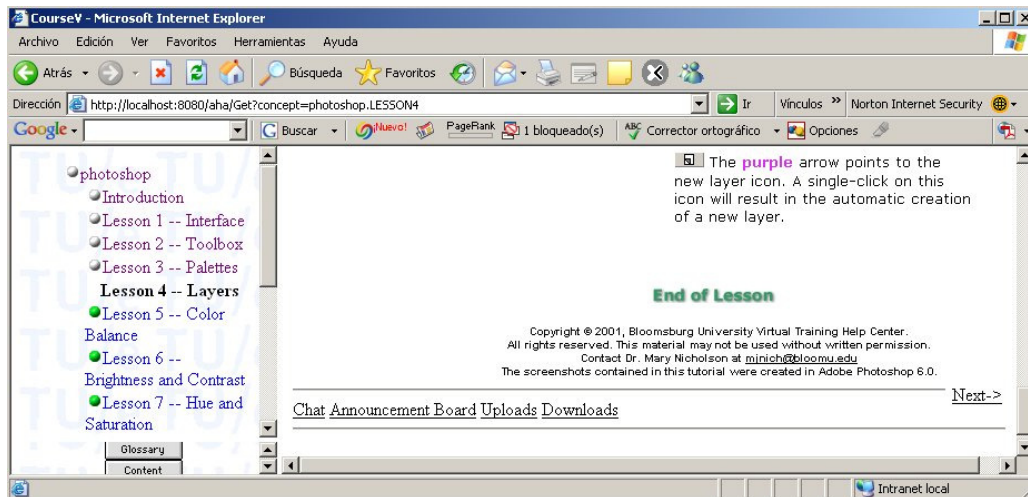 CourseV - Microsoft Internet Explorer
Archivo Edición Ver Favoritos Herramientas Ayuda
Atrás Búsqueda Favoritos
Dirección http://localhost:8080/aha/Get?concept=photoshop.LESSON4 Ir Vínculos » Norton Internet Security
Google Buscar ¡Nuevo! PageRank 1 bloqueado(s) ABC Corrector ortográfico Opciones
photoshop
Introduction
Lesson 1 -- Interface
Lesson 2 -- Toolbox
Lesson 3 -- Palettes
Lesson 4 -- Layers
Lesson 5 -- Color
Balance
Lesson 6 --
Brightness and Contrast
Lesson 7 -- Hue and
Saturation
Glossary
Content
The purple arrow points to the
new layer icon. A single-click on this
icon will result in the automatic creation
of a new layer.
End of Lesson
Copyright © 2001, Bloomsburg University Virtual Training Help Center.
All rights reserved. This material may not be used without written permission.
Contact Dr. Mary Nicholson at mjnich@bloomu.edu
The screenshots contained in this tutorial were created in Adobe Photoshop 6.0.
Next->
Chat Announcement Board Uploads Downloads
Intranet local